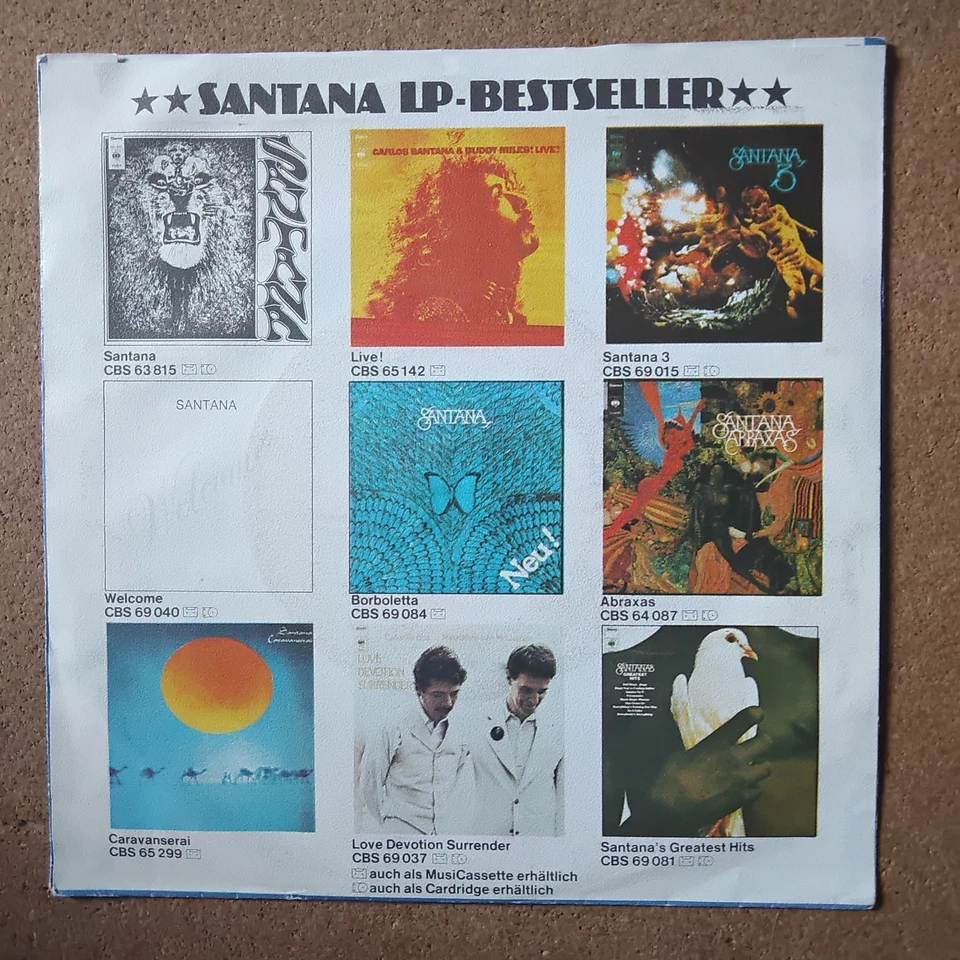 ★★SANTANA LP-BESTSELLER★★
SANTANA
CARLOS SANTANA & BUDDY MILES! LIVE!
SANTANA
3
Santana
CBS 63 815
Live!
CBS 65 142
Santana 3
CBS 69 015
SANTANA
SANTANA
Neu!
SANTANA
ABRAXAS
Welcome
CBS 69 040
Borboletta
CBS 69 084
Abraxas
CBS 64 087
Santana
Caravanserai
LOVE
DEVOTION
SURRENDER
SANTANA'S
GREATEST
HITS
Caravanserai
CBS 65 299
Love Devotion Surrender
CBS 69 037
Santana's Greatest Hits
CBS 69 081
auch als MusiCassette erhältlich
auch als Cardridge erhältlich